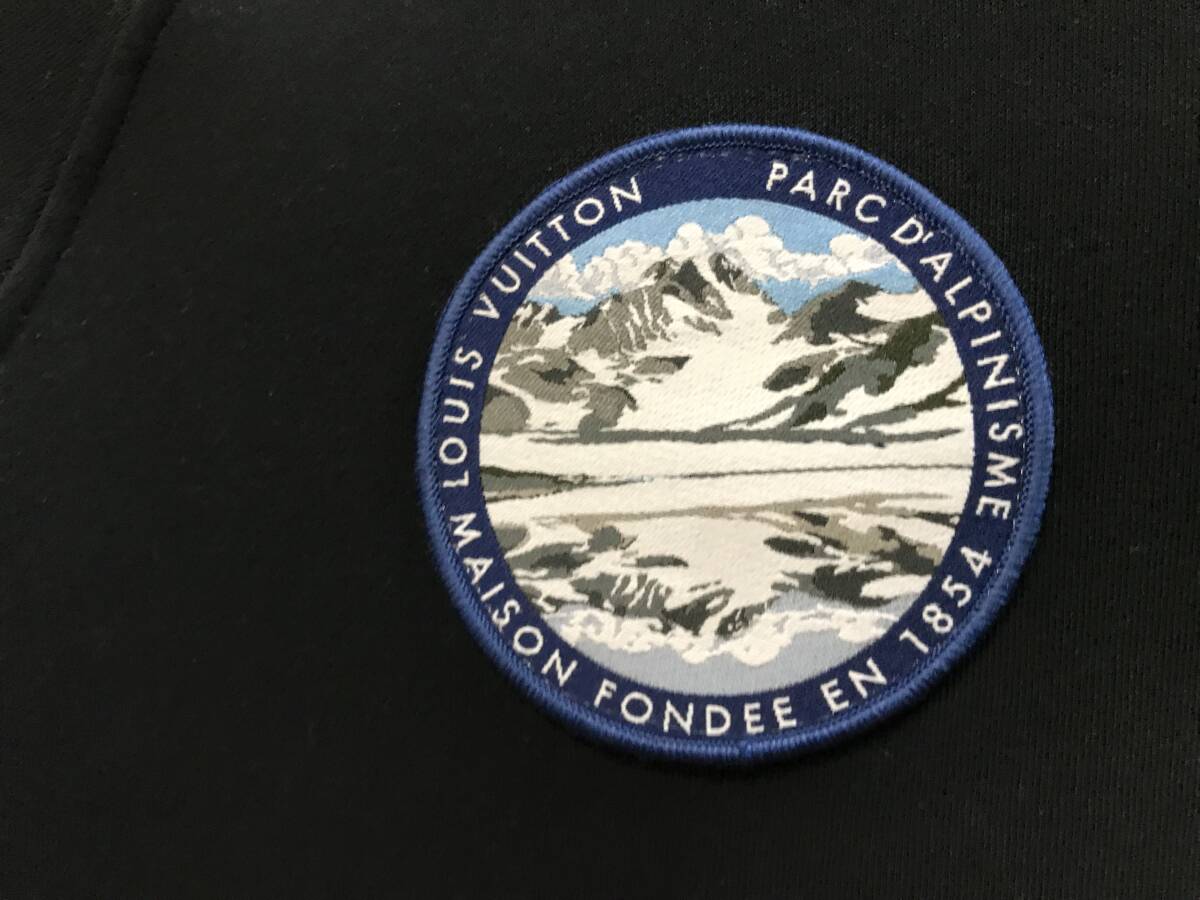 LOUIS VUITTON PARC D'ALPINISME
MAISON FONDEE EN 1854